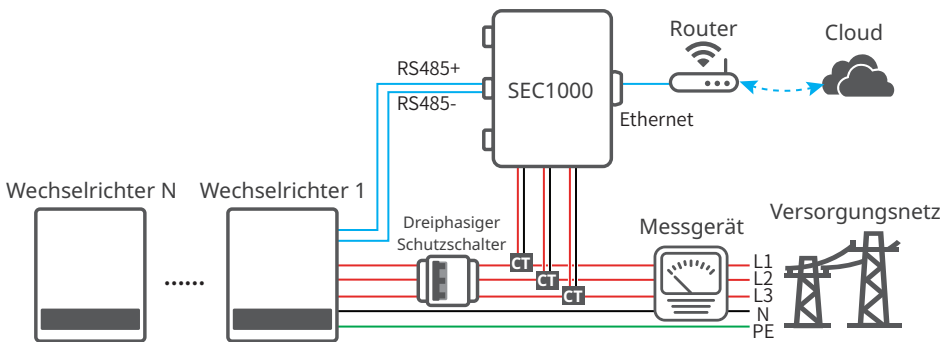 Router
Cloud
RS485+
SEC1000
RS485-
Ethernet
Wechselrichter N
Wechselrichter 1
Dreiphasiger
Schutzschalter
Messgerät
Versorgungsnetz
CT
CT
CT
L1
L2
L3
N
PE